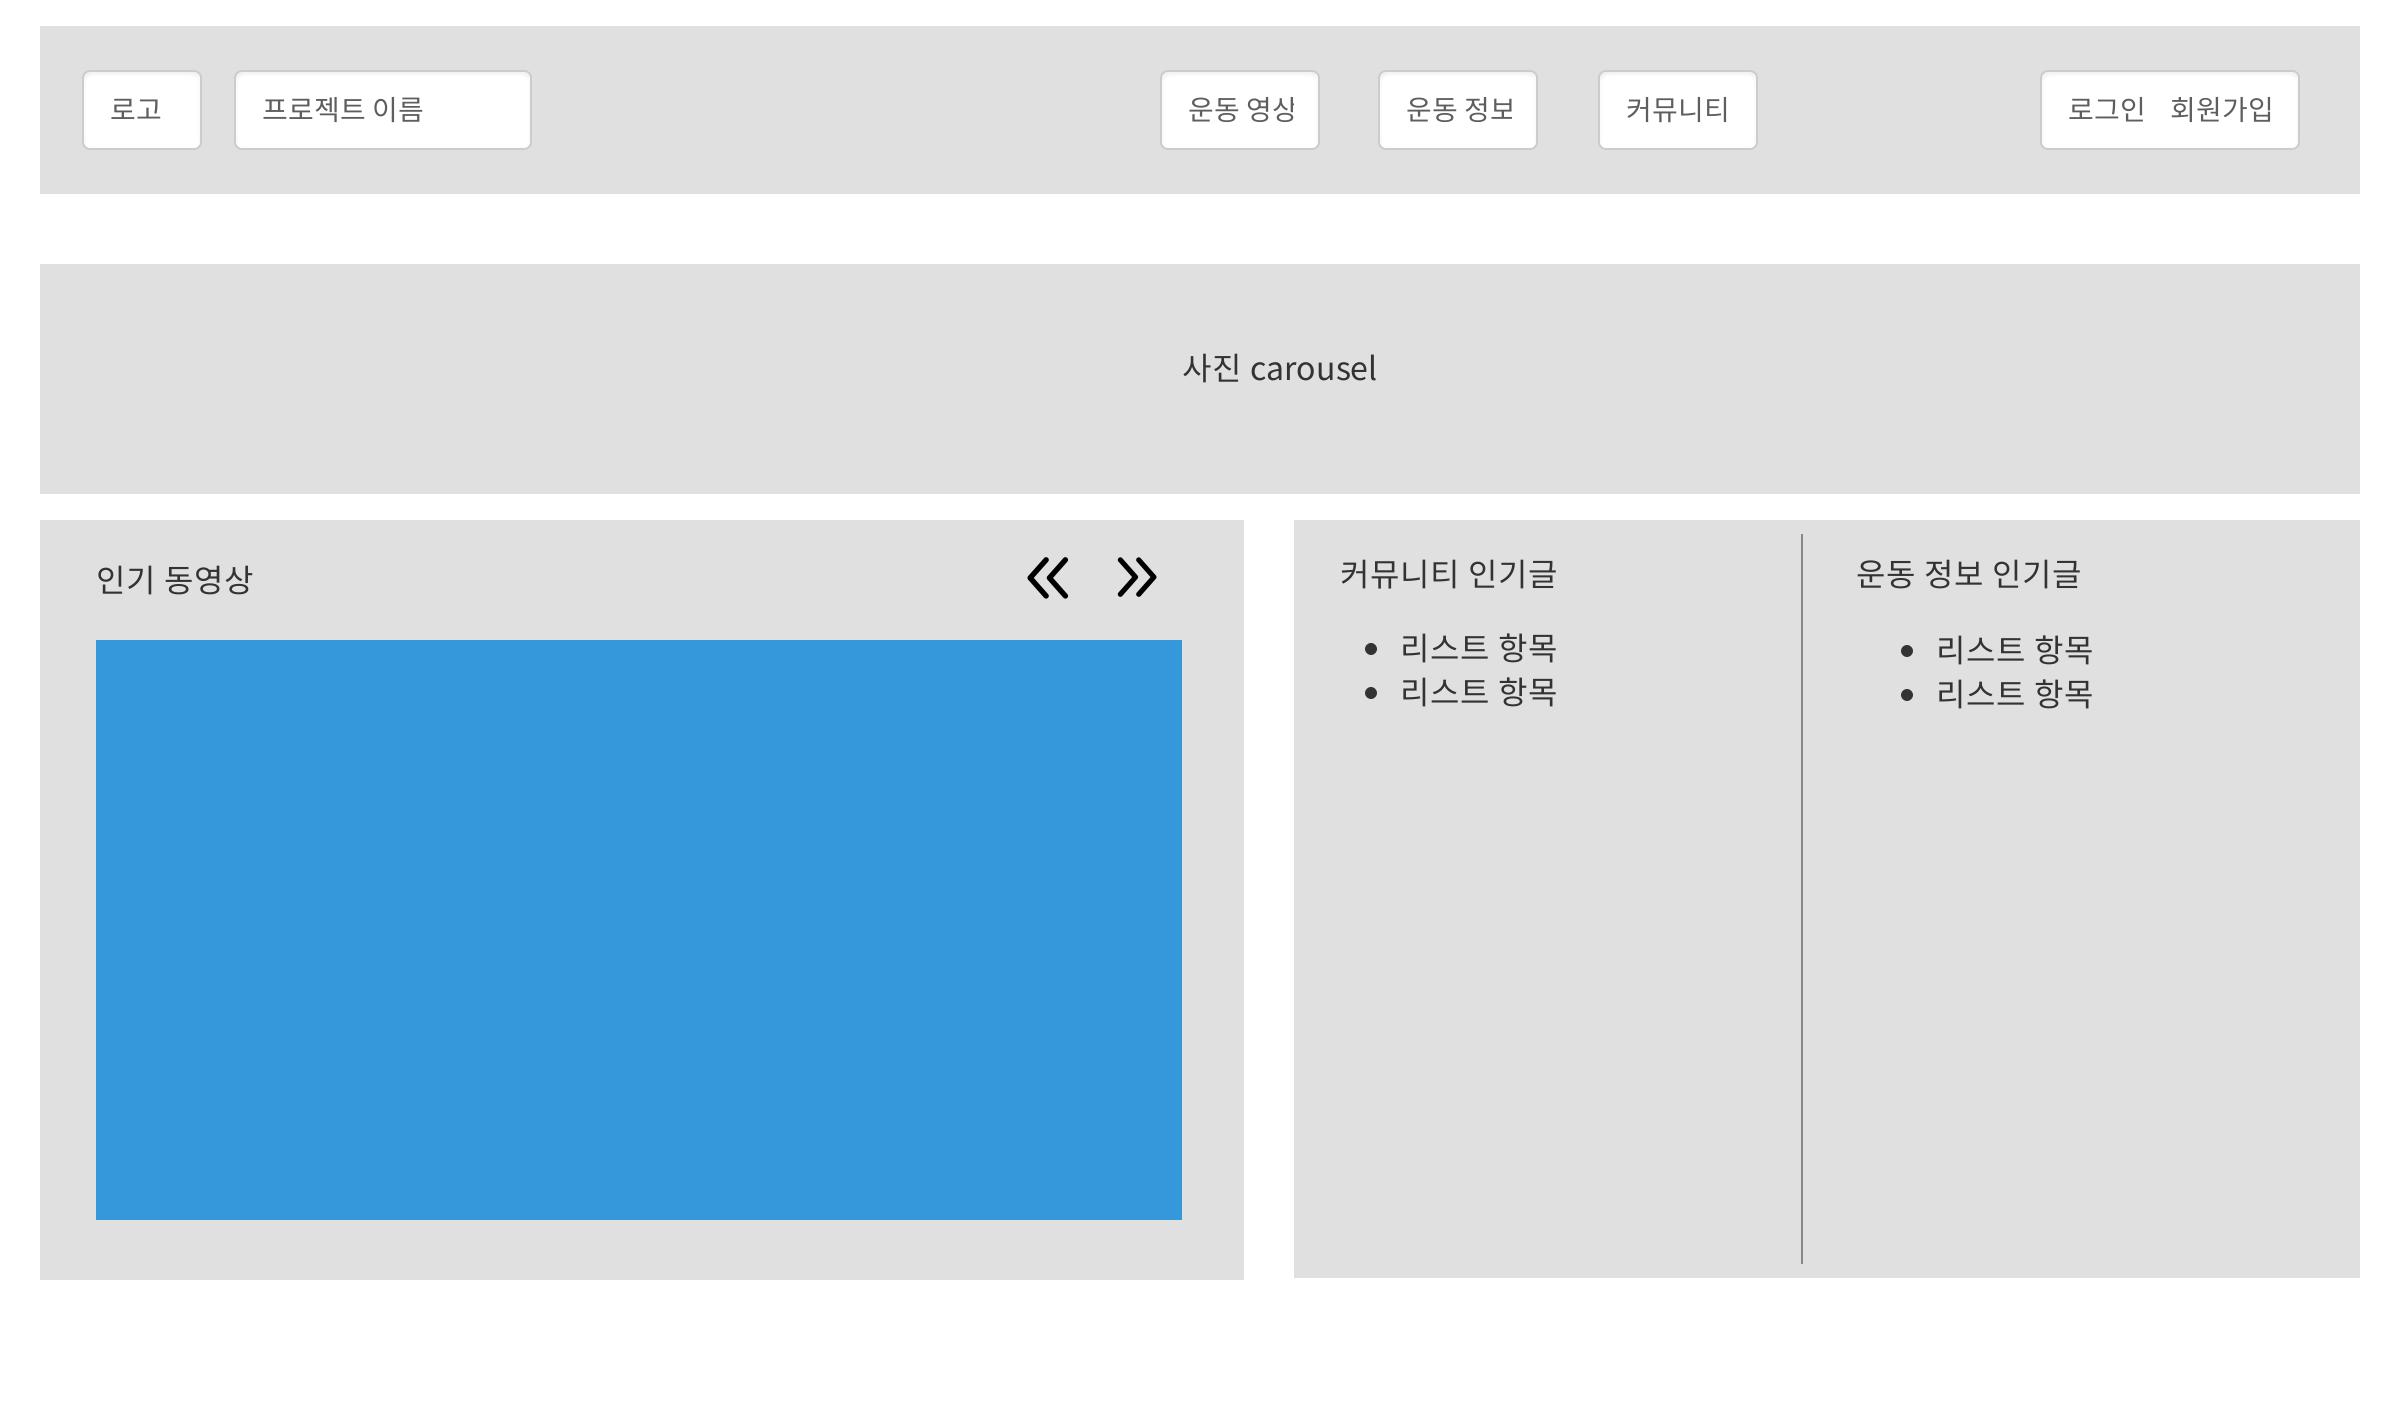 로고
프로젝트 이름
운동 영상
운동 정보
커뮤니티
로그인 회원가입
사진 carousel
인기 동영상
커뮤니티 인기글
• 리스트 항목
• 리스트 항목
운동 정보 인기글
• 리스트 항목
• 리스트 항목